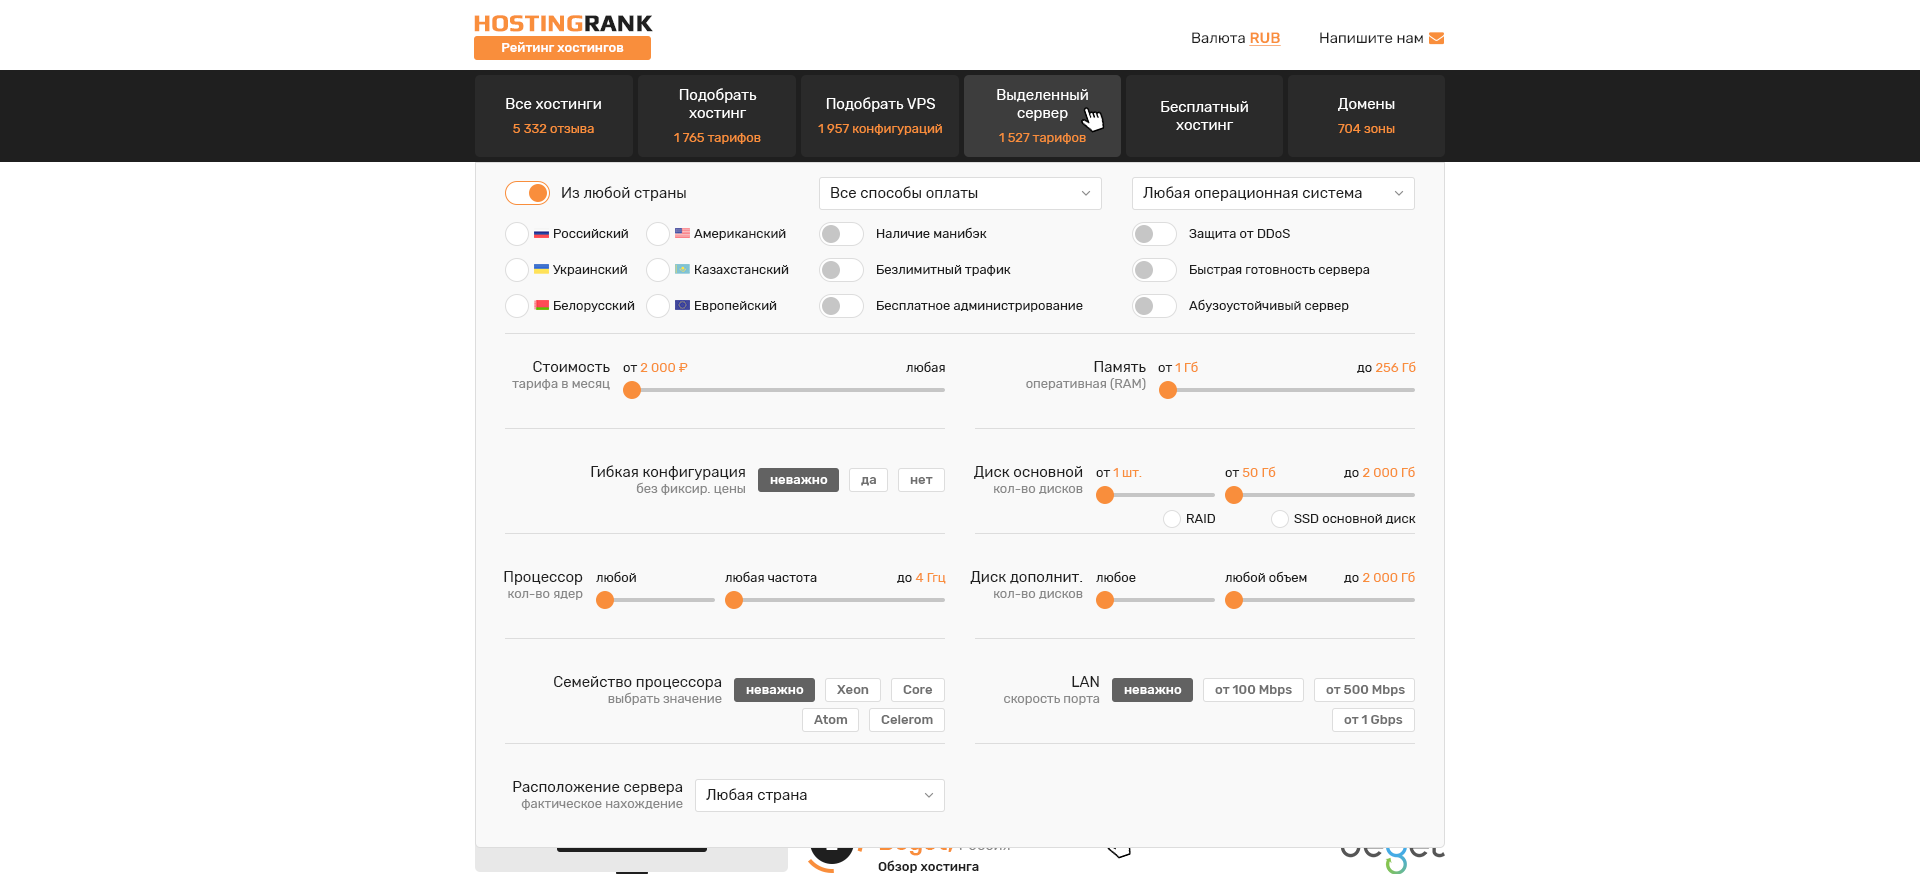 HOSTINGRANK
Рейтинг хостингов
Валюта RUB
Напишите нам
Все хостинги
5 332 отзыва
Подобрать
хостинг
1 765 тарифов
Подобрать VPS
1 957 конфигураций
Выделенный
сервер
1 527 тарифов
Бесплатный
хостинг
Домены
704 зоны
Из любой страны
Все способы оплаты
Любая операционная система
Российский
Американский
Наличие манибэк
Защита от DDoS
Украинский
Казахстанский
Безлимитный трафик
Быстрая готовность сервера
Белорусский
Европейский
Бесплатное администрирование
Абузоустойчивый сервер
Стоимость
тарифа в месяц
от 2 000 ₽
любая
Память
оперативная (RAM)
от 1 Гб
до 256 Гб
Гибкая конфигурация
без фиксир. цены
неважно
да
нет
Диск основной
кол-во дисков
от 1 шт.
от 50 Гб
до 2 000 Гб
RAID
SSD основной диск
Процессор
кол-во ядер
любой
любая частота
до 4 Ггц
Диск дополнит.
кол-во дисков
любое
любой объем
до 2 000 Гб
Семейство процессора
выбрать значение
неважно
Xeon
Core
Atom
Celerom
LAN
скорость порта
неважно
от 100 Mbps
от 500 Mbps
от 1 Gbps
Расположение сервера
фактическое нахождение
Любая страна
Beget, Россия
Обзор хостинга
beget